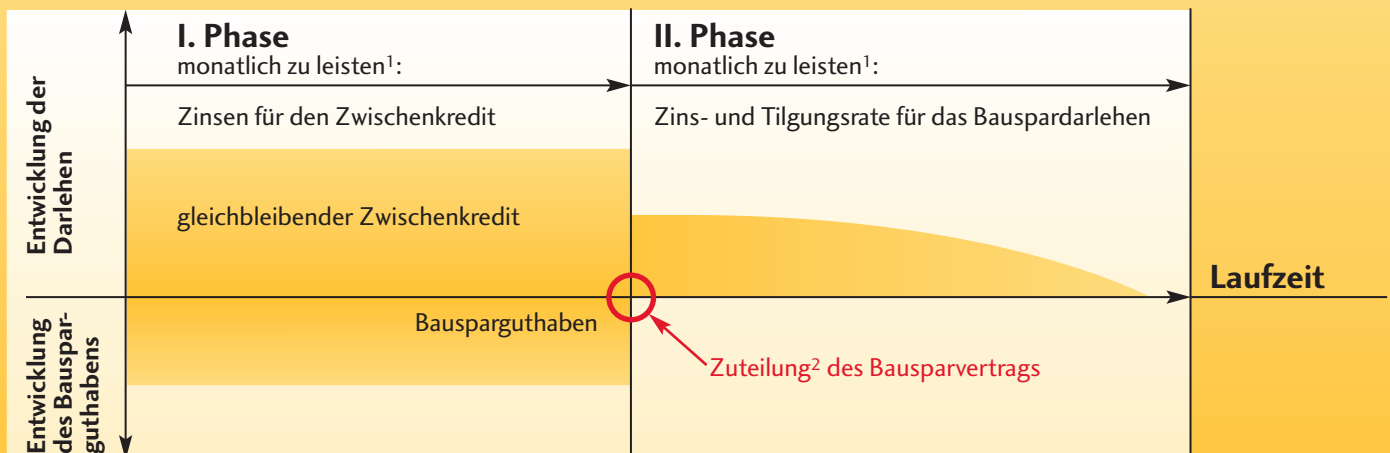 I. Phase
monatlich zu leisten¹:
Zinsen für den Zwischenkredit
gleichbleibender Zwischenkredit
II. Phase
monatlich zu leisten¹:
Zins- und Tilgungsrate für das Bauspardarlehen
Entwicklung der
Darlehen
Laufzeit
Bausparguthaben
Zuteilung² des Bausparvertrags
Entwicklung
des Bauspar-
guthabens